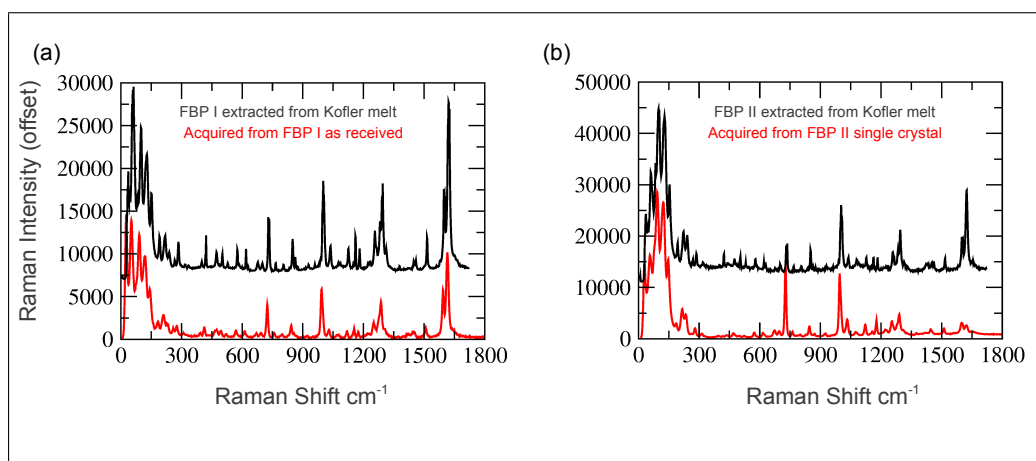 (a)
(b)
Raman Intensity (offset)
30000
25000
20000
15000
10000
5000
0
FBP I extracted from Kofler melt
Acquired from FBP I as received
0 300 600 900 1200 1500 1800
Raman Shift cm-1
50000
40000
30000
20000
10000
0
FBP II extracted from Kofler melt
Acquired from FBP II single crystal
0 300 600 900 1200 1500 1800
Raman Shift cm-1